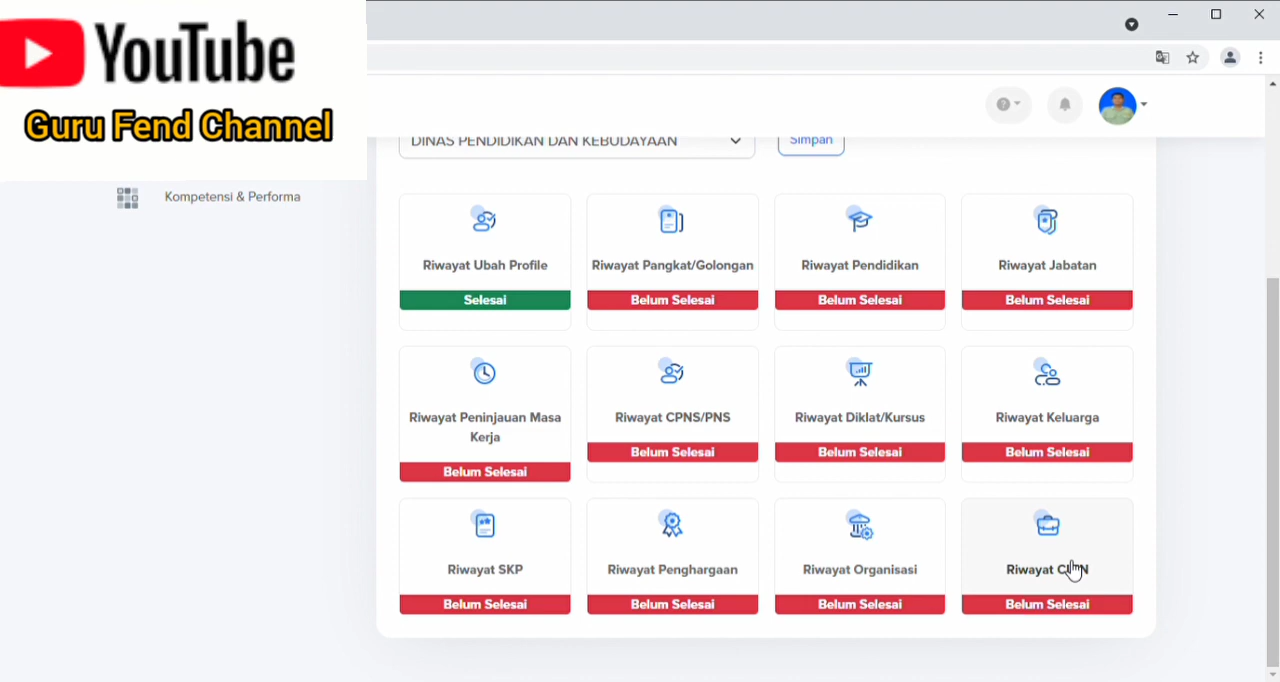 YouTube
Guru Fend Channel
DINAS PENDIDIKAN DAN KEBUDAYAAN
Simpan
Kompetensi & Performa
Riwayat Ubah Profile
Riwayat Pangkat/Golongan
Riwayat Pendidikan
Riwayat Jabatan
Selesai
Belum Selesai
Belum Selesai
Belum Selesai
Riwayat Peninjauan Masa
Kerja
Riwayat CPNS/PNS
Riwayat Diklat/Kursus
Riwayat Keluarga
Belum Selesai
Belum Selesai
Belum Selesai
Belum Selesai
Riwayat SKP
Riwayat Penghargaan
Riwayat Organisasi
Riwayat
Belum Selesai
Belum Selesai
Belum Selesai
Belum Selesai